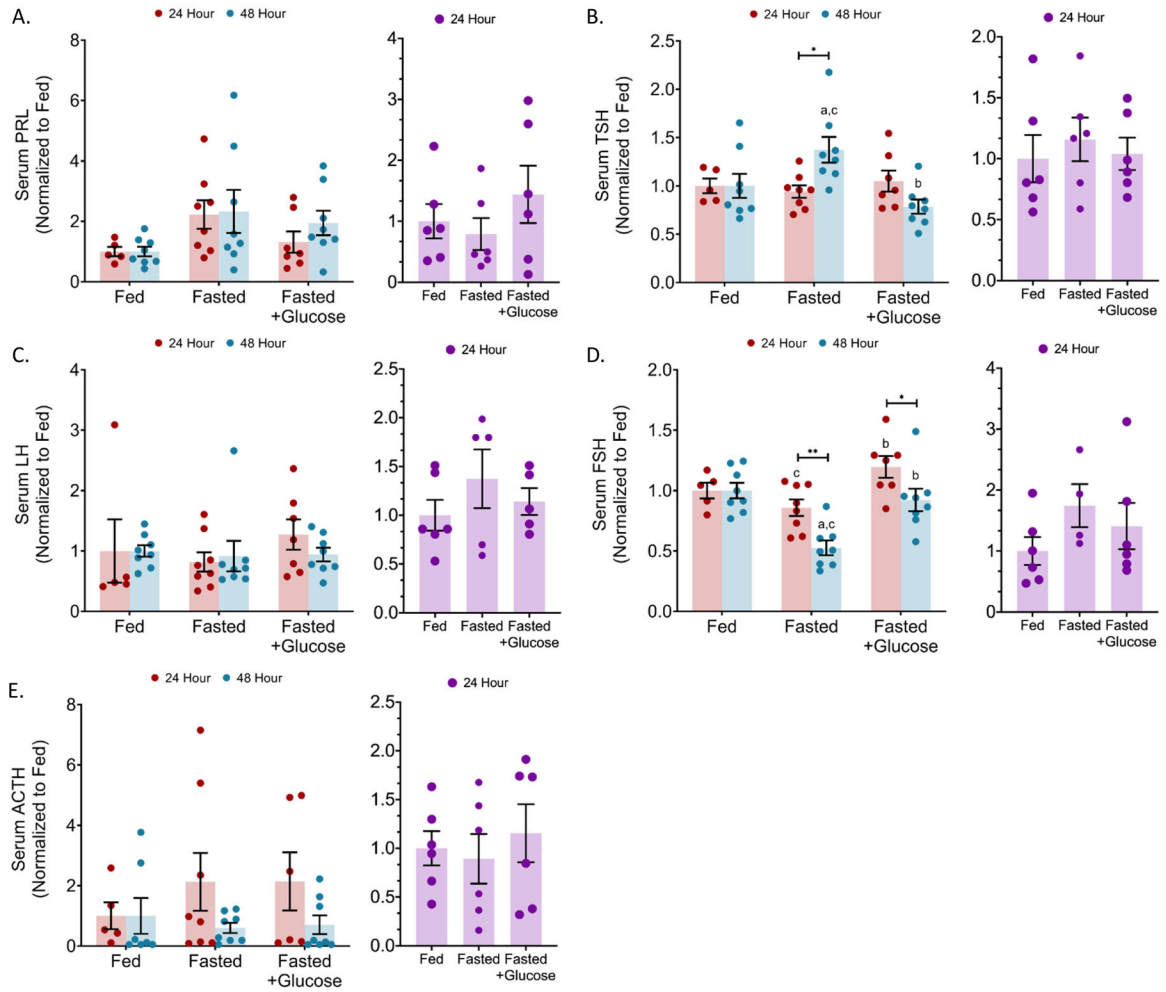 A.
24 Hour 48 Hour
Serum PRL
(Normalized to Fed)
8
6
4
2
0
Fed
Fasted
Fasted
+Glucose
24 Hour
4
3
2
1
0
Fed
Fasted
Fasted
+Glucose
B.
24 Hour 48 Hour
Serum TSH
(Normalized to Fed)
2.5
2.0
1.5
1.0
0.5
0.0
*
a,c
b
Fed
Fasted
Fasted
+Glucose
24 Hour
2.0
1.5
1.0
0.5
0.0
Fed
Fasted
Fasted
+Glucose
C.
24 Hour 48 Hour
Serum LH
(Normalized to Fed)
4
3
2
1
0
Fed
Fasted
Fasted
+Glucose
24 Hour
2.5
2.0
1.5
1.0
0.5
0.0
Fed
Fasted
Fasted
+Glucose
D.
24 Hour 48 Hour
Serum FSH
(Normalized to Fed)
2.0
1.5
1.0
0.5
0.0
c
**
a,c
b
*
b
Fed
Fasted
Fasted
+Glucose
24 Hour
4
3
2
1
0
Fed
Fasted
Fasted
+Glucose
E.
24 Hour 48 Hour
Serum ACTH
(Normalized to Fed)
8
6
4
2
0
Fed
Fasted
Fasted
+Glucose
24 Hour
2.5
2.0
1.5
1.0
0.5
0.0
Fed
Fasted
Fasted
+Glucose